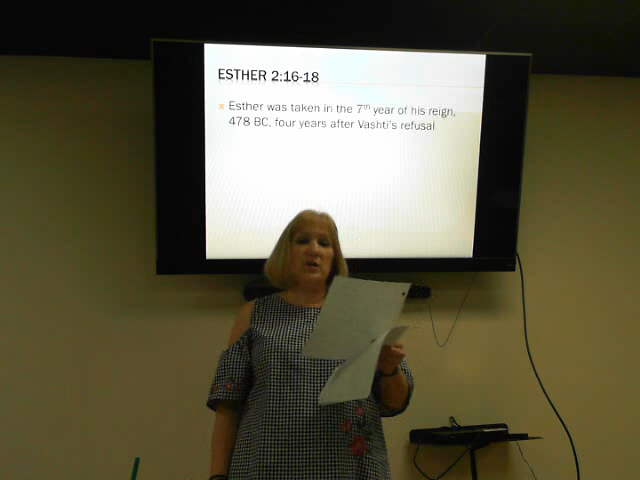 ESTHER 2:16-18
Esther was taken in the 7th year of his reign,
478 BC, four years after Vashti's refusal